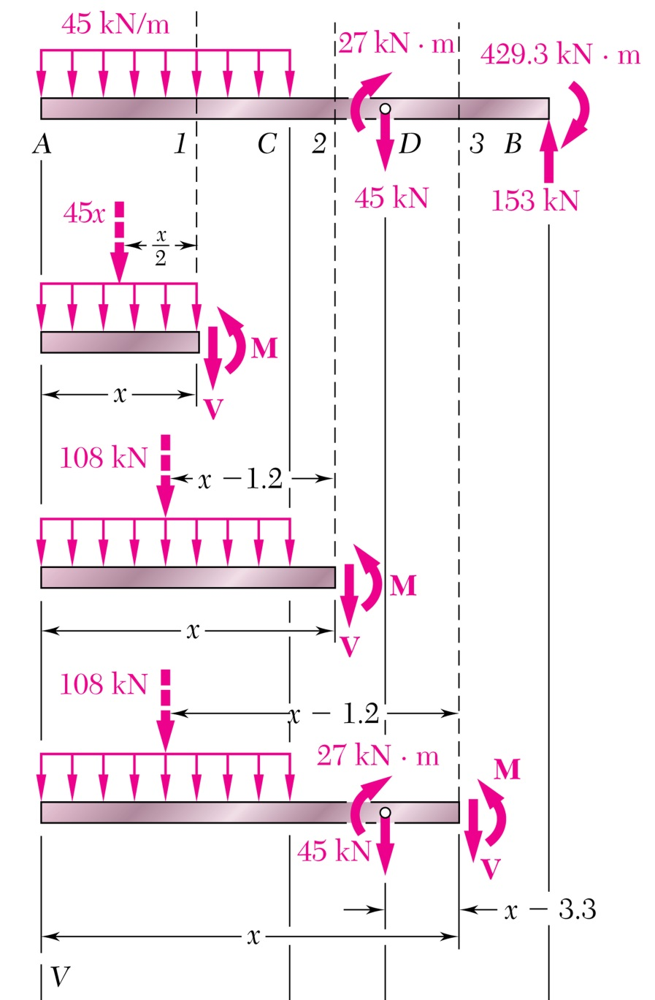 45 kN/m
27 kN · m
429.3 kN · m
A 1 C 2 D 3 B
45 kN
153 kN
45x
x/2
M
x
V
108 kN
x − 1.2
M
x
V
108 kN
x − 1.2
27 kN · m
M
45 kN
V
x − 3.3
x
V